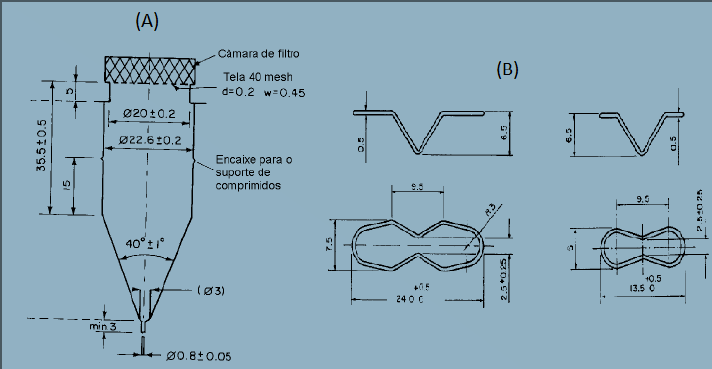 (A)
Câmara de filtro
Tela 40 mesh
d=0.2 w=0.45
5
Ø20±0.2
Ø22.6±0.2
35.5±0.5
15
Encaixe para o
suporte de
comprimidos
40°±1°
(Ø3)
min 3
Ø0.8±0.05
(B)
0.5
6.5
6.5
0.5
9.5
R.3
7.5
2.5±0.25
+0.5
24.0 0
9.5
2.5±0.25
5
+0.5
13.5 0